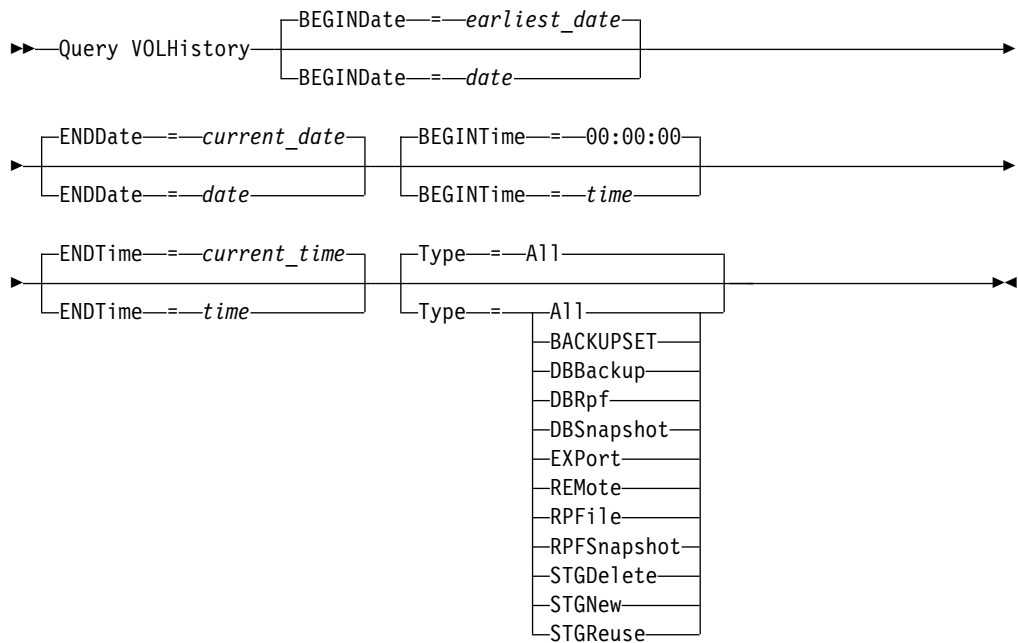 BEGINDate = earliest_date
Query VOLHistory
BEGINDate = date
ENDDate = current_date BEGINTime = 00:00:00
ENDDate = date BEGINTime = time
ENDTime = current_time Type = All
ENDTime = time Type = All
BACKUPSET
DBBackup
DBRpf
DBSnapshot
EXPort
REMote
RPFile
RPFSnapshot
STGDelete
STGNew
STGReuse